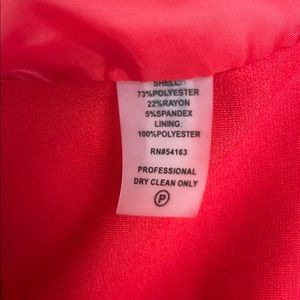 SHELL:
73%POLYESTER
22%RAYON
5%SPANDEX
LINING:
100%POLYESTER
RN#54163
PROFESSIONAL
DRY CLEAN ONLY
P